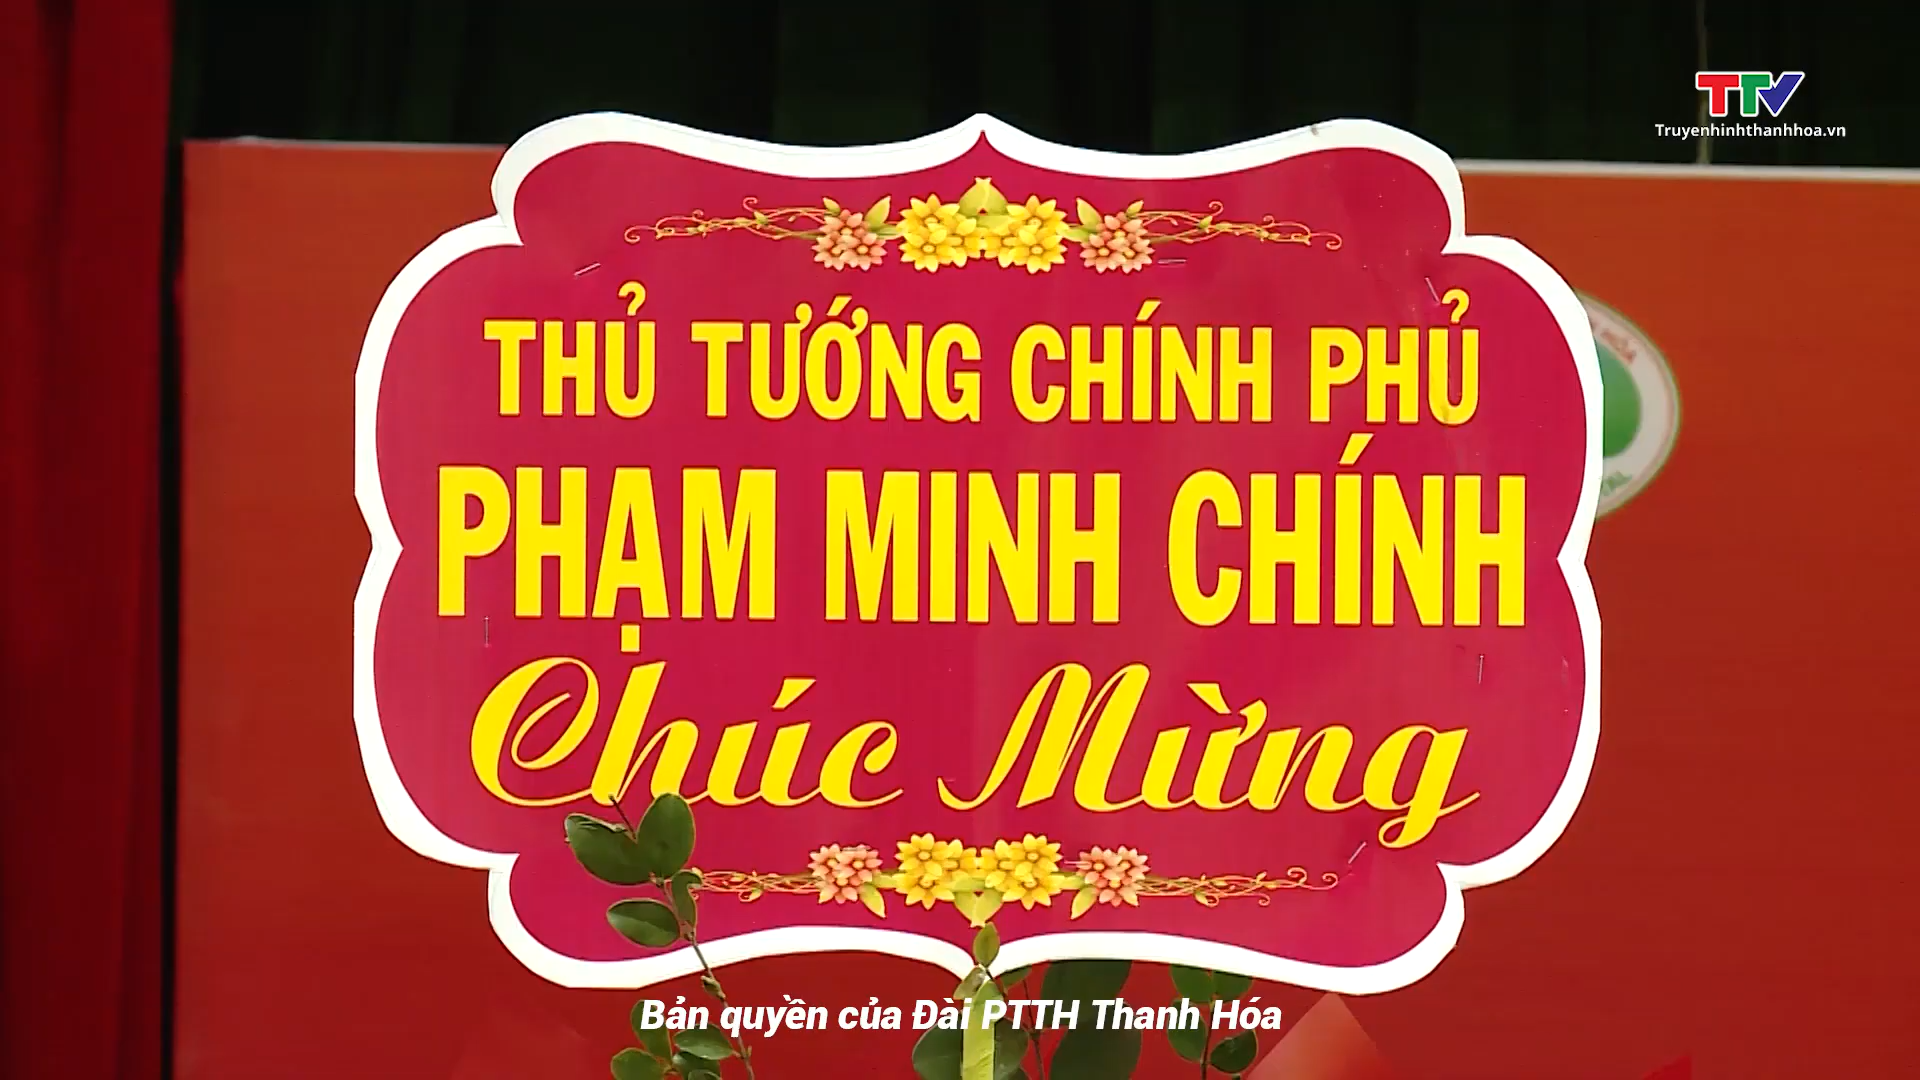 TTV
Truyenhinhthanhhoa.vn
THỦ TƯỚNG CHÍNH PHỦ
PHẠM MINH CHÍNH
Chúc Mừng
Bản quyền của Đài PTTH Thanh Hóa